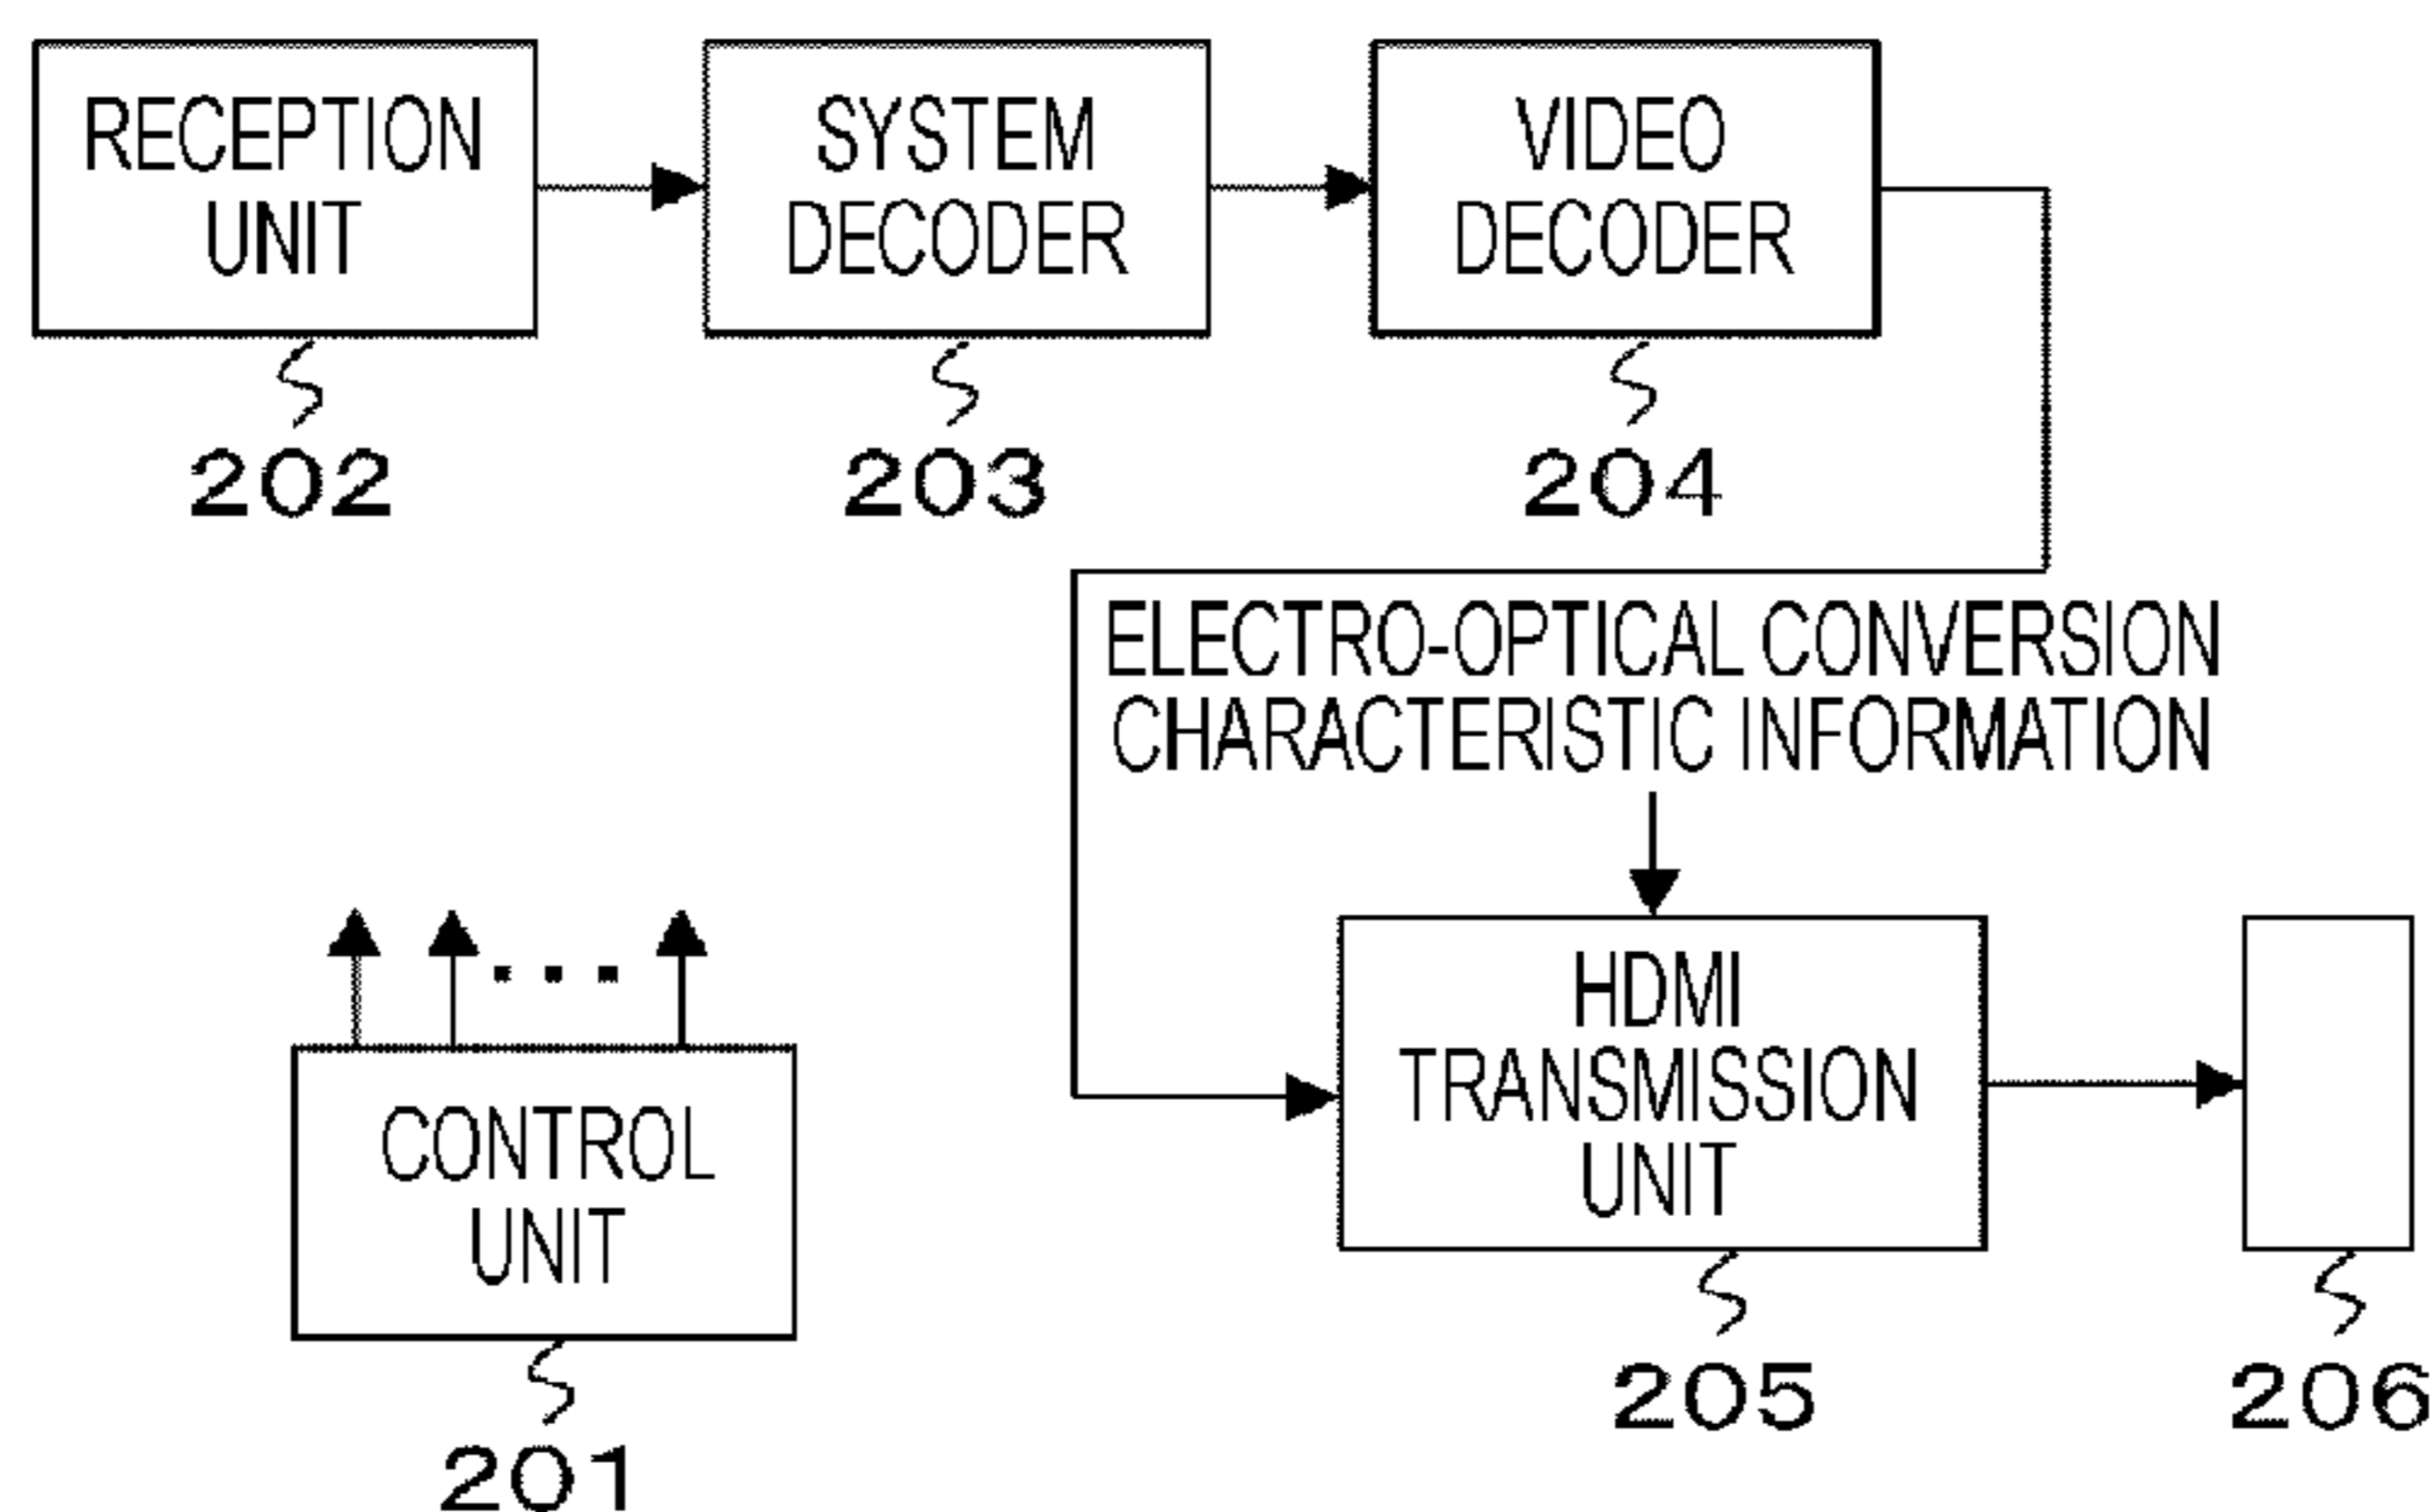 RECEPTION
UNIT
SYSTEM
DECODER
VIDEO
DECODER
202
203
204
ELECTRO-OPTICAL CONVERSION
CHARACTERISTIC INFORMATION
HDMI
TRANSMISSION
UNIT
CONTROL
UNIT
205
206
201